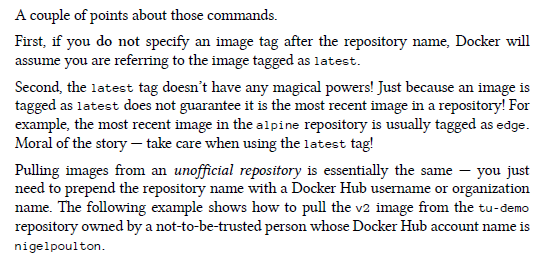 A couple of points about those commands.
First, if you do not specify an image tag after the repository name, Docker will
assume you are referring to the image tagged as latest.
Second, the latest tag doesn’t have any magical powers! Just because an image is
tagged as latest does not guarantee it is the most recent image in a repository! For
example, the most recent image in the alpine repository is usually tagged as edge.
Moral of the story — take care when using the latest tag!
Pulling images from an unofficial repository is essentially the same — you just
need to prepend the repository name with a Docker Hub username or organization
name. The following example shows how to pull the v2 image from the tu-demo
repository owned by a not-to-be-trusted person whose Docker Hub account name is
nigelpoulton.